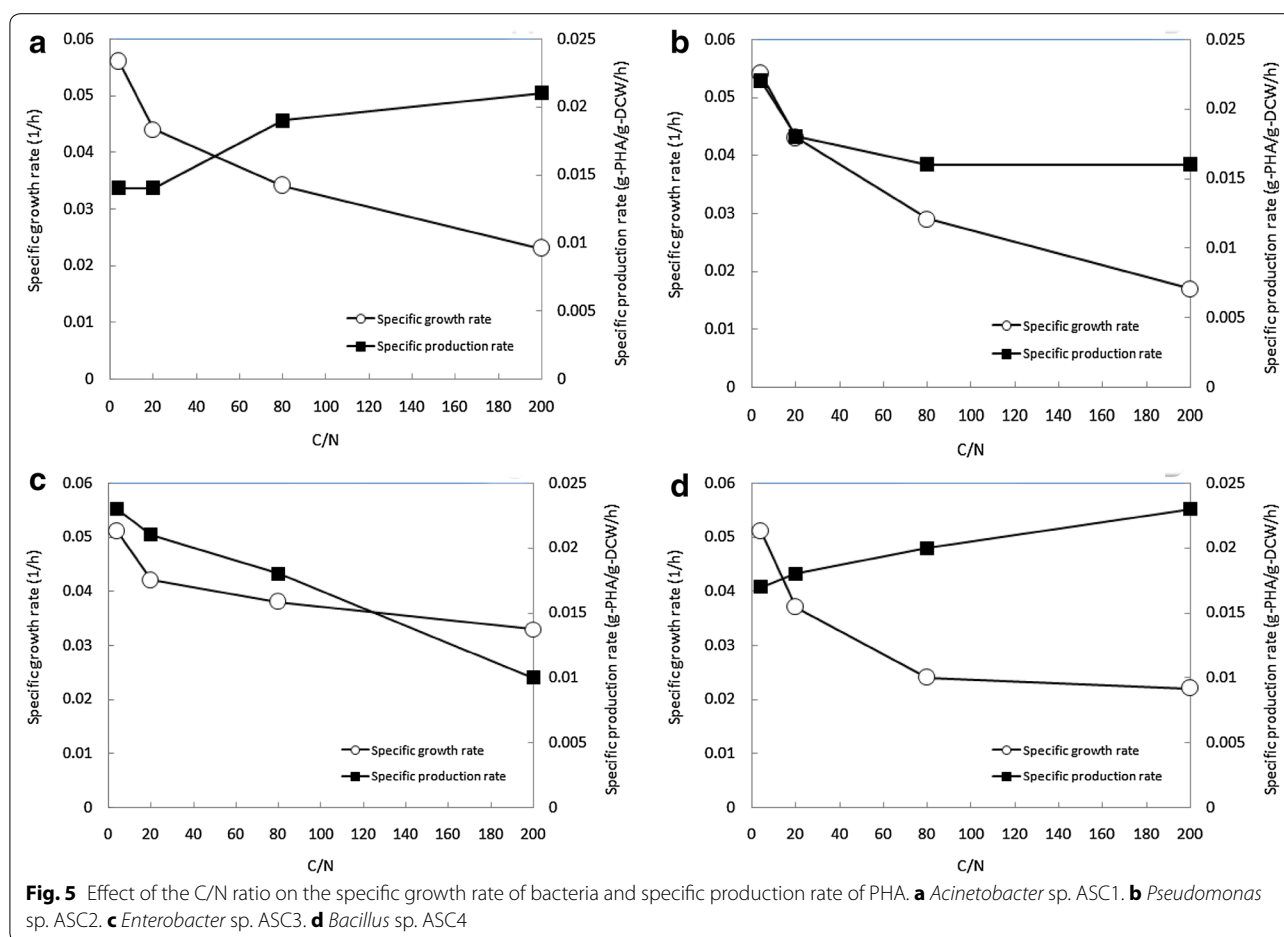 a
0.06
0.05
0.04
0.03
0.02
0.01
0
Specific growth rate (1/h)
0.025
0.02
0.015
0.01
0.005
0
Specific production rate (g-PHA/g-DCW/h)
Specific growth rate
Specific production rate
0 20 40 60 80 100 120 140 160 180 200
C/N
b
0.06
0.05
0.04
0.03
0.02
0.01
0
Specific growth rate (1/h)
0.025
0.02
0.015
0.01
0.005
0
Specific production rate (g-PHA/g-DCW/h)
Specific growth rate
Specific production rate
0 20 40 60 80 100 120 140 160 180 200
C/N
c
0.06
0.05
0.04
0.03
0.02
0.01
0
Specific growth rate (1/h)
0.025
0.02
0.015
0.01
0.005
0
Specific production rate (g-PHA/g-DCW/h)
Specific growth rate
Specific production rate
0 20 40 60 80 100 120 140 160 180 200
C/N
d
0.06
0.05
0.04
0.03
0.02
0.01
0
Specific growth rate (1/h)
0.025
0.02
0.015
0.01
0.005
0
Specific production rate (g-PHA/g-DCW/h)
Specific growth rate
Specific production rate
0 20 40 60 80 100 120 140 160 180 200
C/N
Fig. 5 Effect of the C/N ratio on the specific growth rate of bacteria and specific production rate of PHA. a Acinetobacter sp. ASC1. b Pseudomonas
sp. ASC2. c Enterobacter sp. ASC3. d Bacillus sp. ASC4